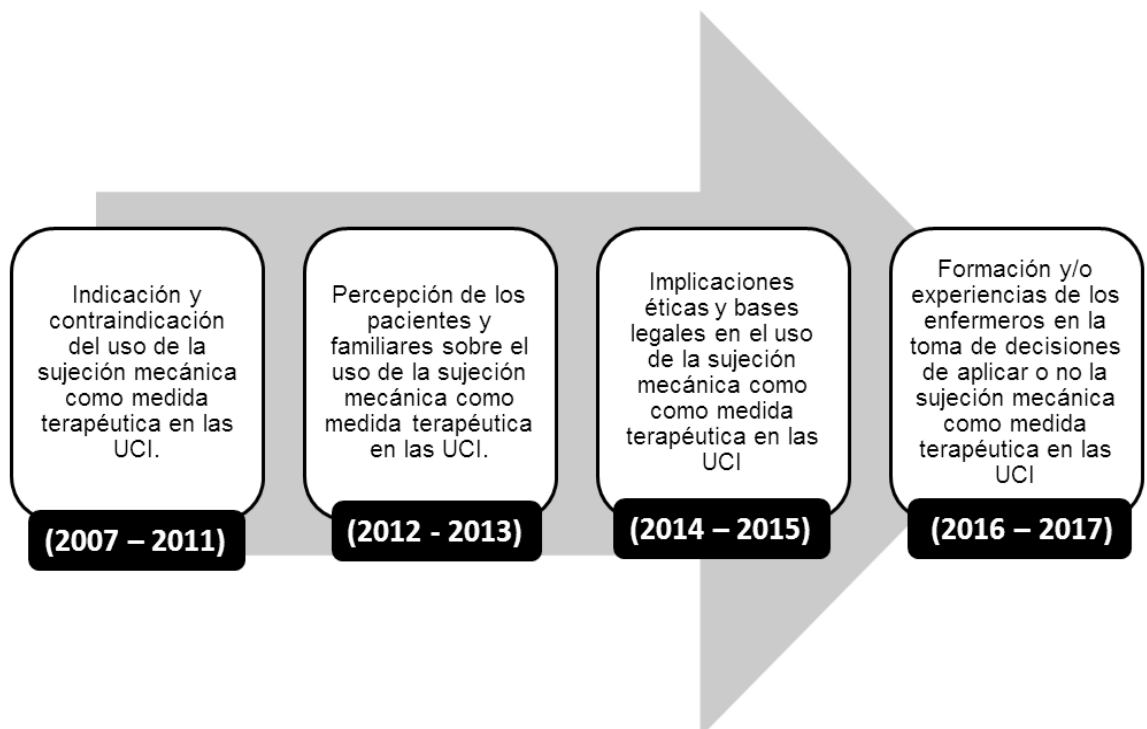 Indicación y
contraindicación
del uso de la
sujeción mecánica
como medida
terapéutica en las
UCI.
(2007 – 2011)
Percepción de los
pacientes y
familiares sobre el
uso de la sujeción
mecánica como
medida terapéutica
en las UCI.
(2012 - 2013)
Implicaciones
éticas y bases
legales en el uso
de la sujeción
mecánica como
como medida
terapéutica en las
UCI
(2014 – 2015)
Formación y/o
experiencias de los
enfermeros en la
toma de decisiones
de aplicar o no la
sujeción mecánica
como medida
terapéutica en las
UCI
(2016 – 2017)